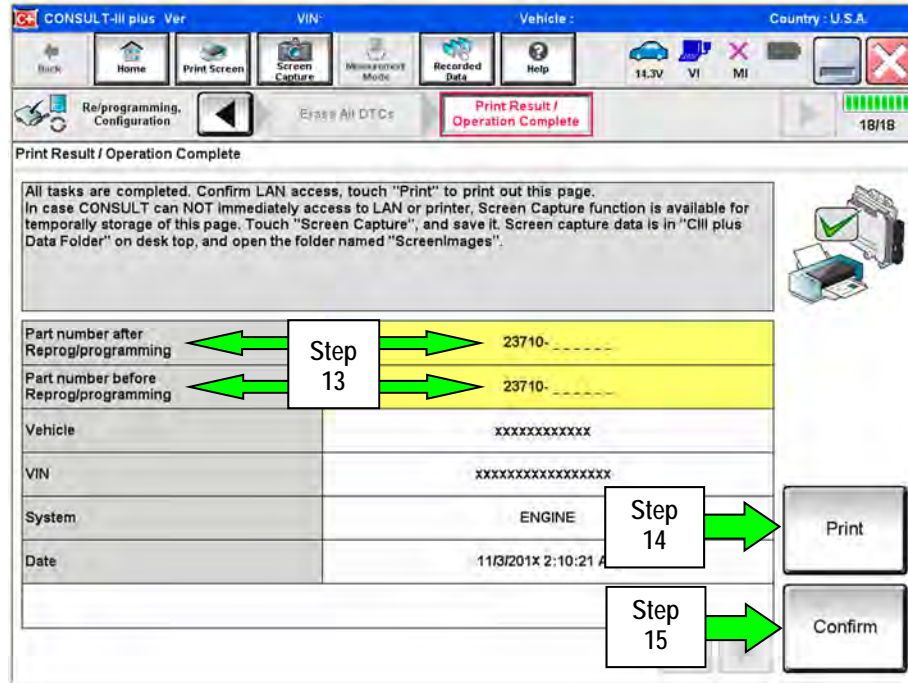 CONSULT-III plus Ver VIN: Vehicle : Country : U.S.A.
Back
Home
Print Screen
Screen
Capture
Measurement
Mode
Recorded
Data
Help
14.3V
VI
MI
Re/programming,
Configuration
Erase All DTCs
Print Result /
Operation Complete
18/18
Print Result / Operation Complete
All tasks are completed. Confirm LAN access, touch "Print" to print out this page.
In case CONSULT can NOT immediately access to LAN or printer, Screen Capture function is available for
temporally storage of this page. Touch "Screen Capture", and save it. Screen capture data is in "CIII plus
Data Folder" on desk top, and open the folder named "ScreenImages".
Part number after
Reprog/programming
23710-_ _ _ _ _ _
Step
13
Part number before
Reprog/programming
23710-_ _ _ _ _ _
Vehicle
xxxxxxxxxxxx
VIN
xxxxxxxxxxxxxxxxx
System
ENGINE
Step
14
Print
Date
11/3/201X 2:10:21 A
Step
15
Confirm